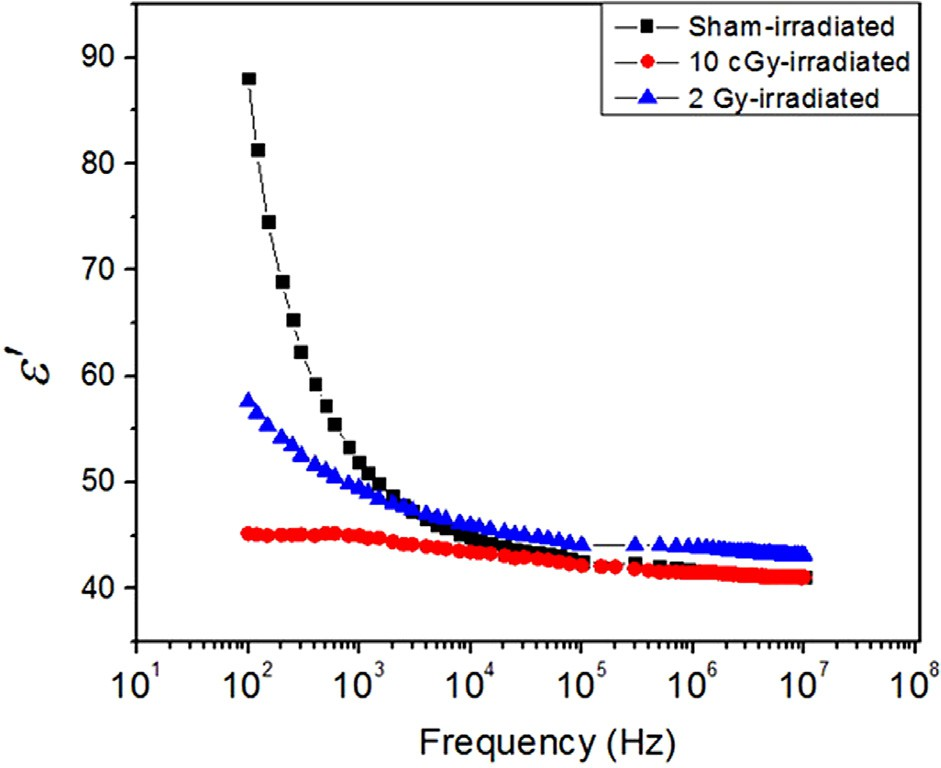 Sham-irradiated
10 cGy-irradiated
2 Gy-irradiated
90
80
70
60
50
40
ε'
10¹ 10² 10³ 10⁴ 10⁵ 10⁶ 10⁷ 10⁸
Frequency (Hz)